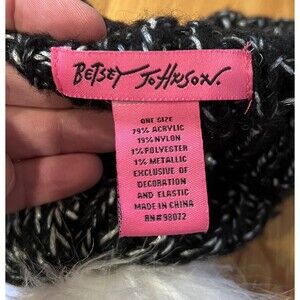 BETSEY JOHNSON.
ONE SIZE
79% ACRYLIC
19% NYLON
1% POLYESTER
1% METALLIC
EXCLUSIVE OF
DECORATION
AND ELASTIC
MADE IN CHINA
RN#98072